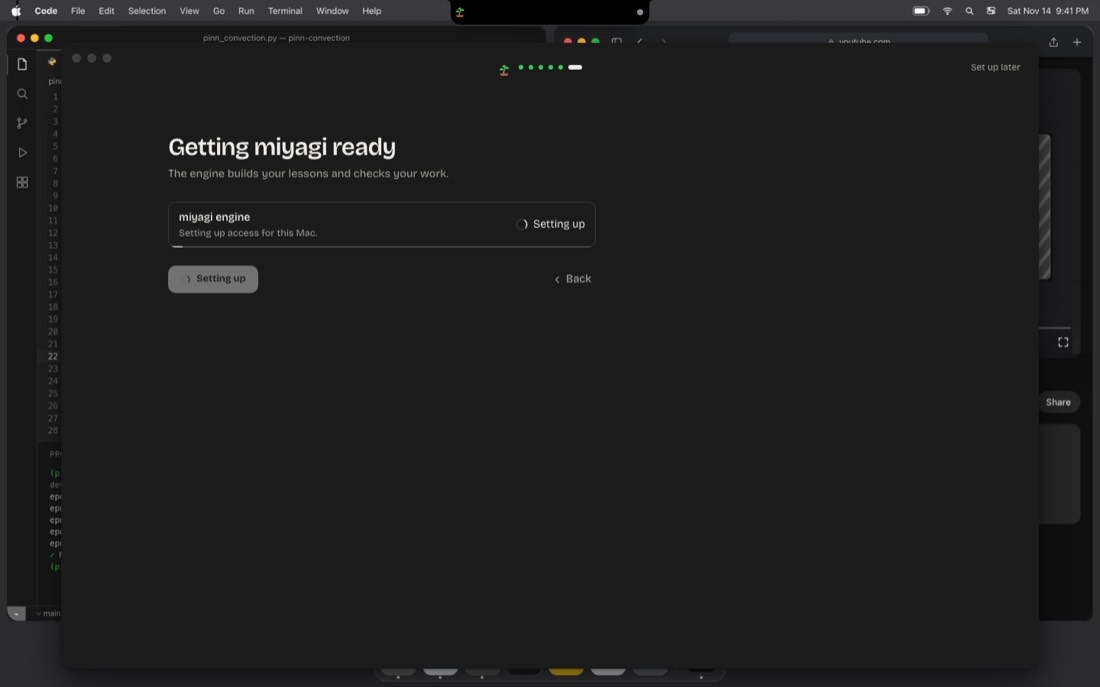 Code File Edit Selection View Go Run Terminal Window Help
Sat Nov 14 9:41 PM
pinn_convection.py — pinn-convection
youtube.com
Set up later
Getting miyagi ready
The engine builds your lessons and checks your work.
miyagi engine
Setting up access for this Mac.
Setting up
Setting up
Back
1
2
3
4
5
6
7
8
9
10
11
12
13
14
15
16
17
18
19
20
21
22
23
24
25
26
27
28
Share
main